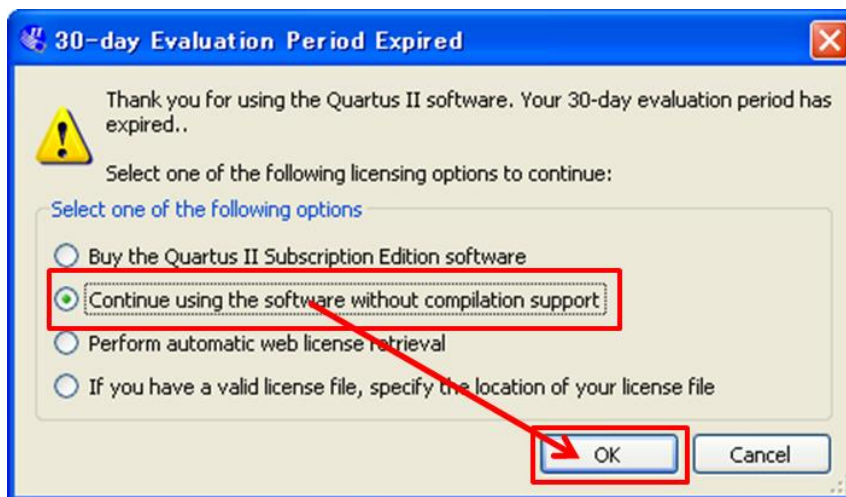 30-day Evaluation Period Expired
Thank you for using the Quartus II software. Your 30-day evaluation period has
expired..
Select one of the following licensing options to continue:
Select one of the following options
Buy the Quartus II Subscription Edition software
Continue using the software without compilation support
Perform automatic web license retrieval
If you have a valid license file, specify the location of your license file
OK
Cancel